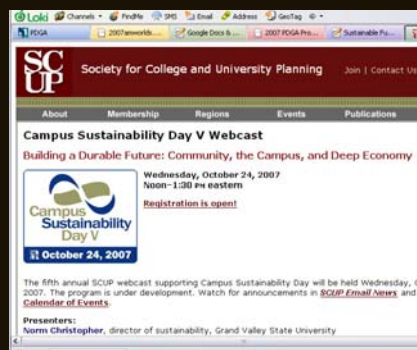 Loki Channels FindMe SMS Email Address GeoTag
PDGA 2007amworlds... Google Docs & ... 2007 PDGA Pro... Sustainable Fu...
SC
UP
Society for College and University Planning
Join | Contact Us
About Membership Regions Events Publications
Campus Sustainability Day V Webcast
Building a Durable Future: Community, the Campus, and Deep Economy
Wednesday, October 24, 2007
Noon–1:30 PM eastern
Registration is open!
Campus
Sustainability
Day V
October 24, 2007
The fifth annual SCUP webcast supporting Campus Sustainability Day will be held Wednesday,
2007. The program is under development. Watch for announcements in SCUP Email News and
Calendar of Events.
Presenters:
Norm Christopher, director of sustainability, Grand Valley State University